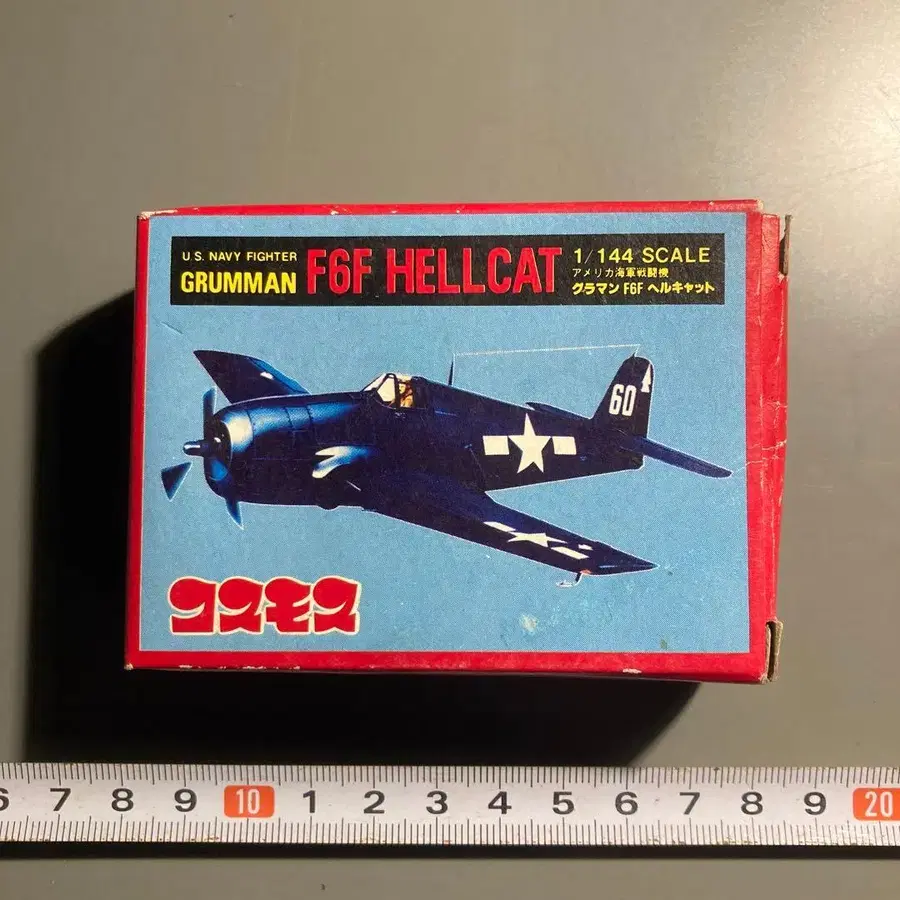 U.S. NAVY FIGHTER
GRUMMAN F6F HELLCAT
1/144 SCALE
アメリカ海軍戦闘機
グラマン F6F ヘルキャット
60
コスモス
6 7 8 9 10 1 2 3 4 5 6 7 8 9 20